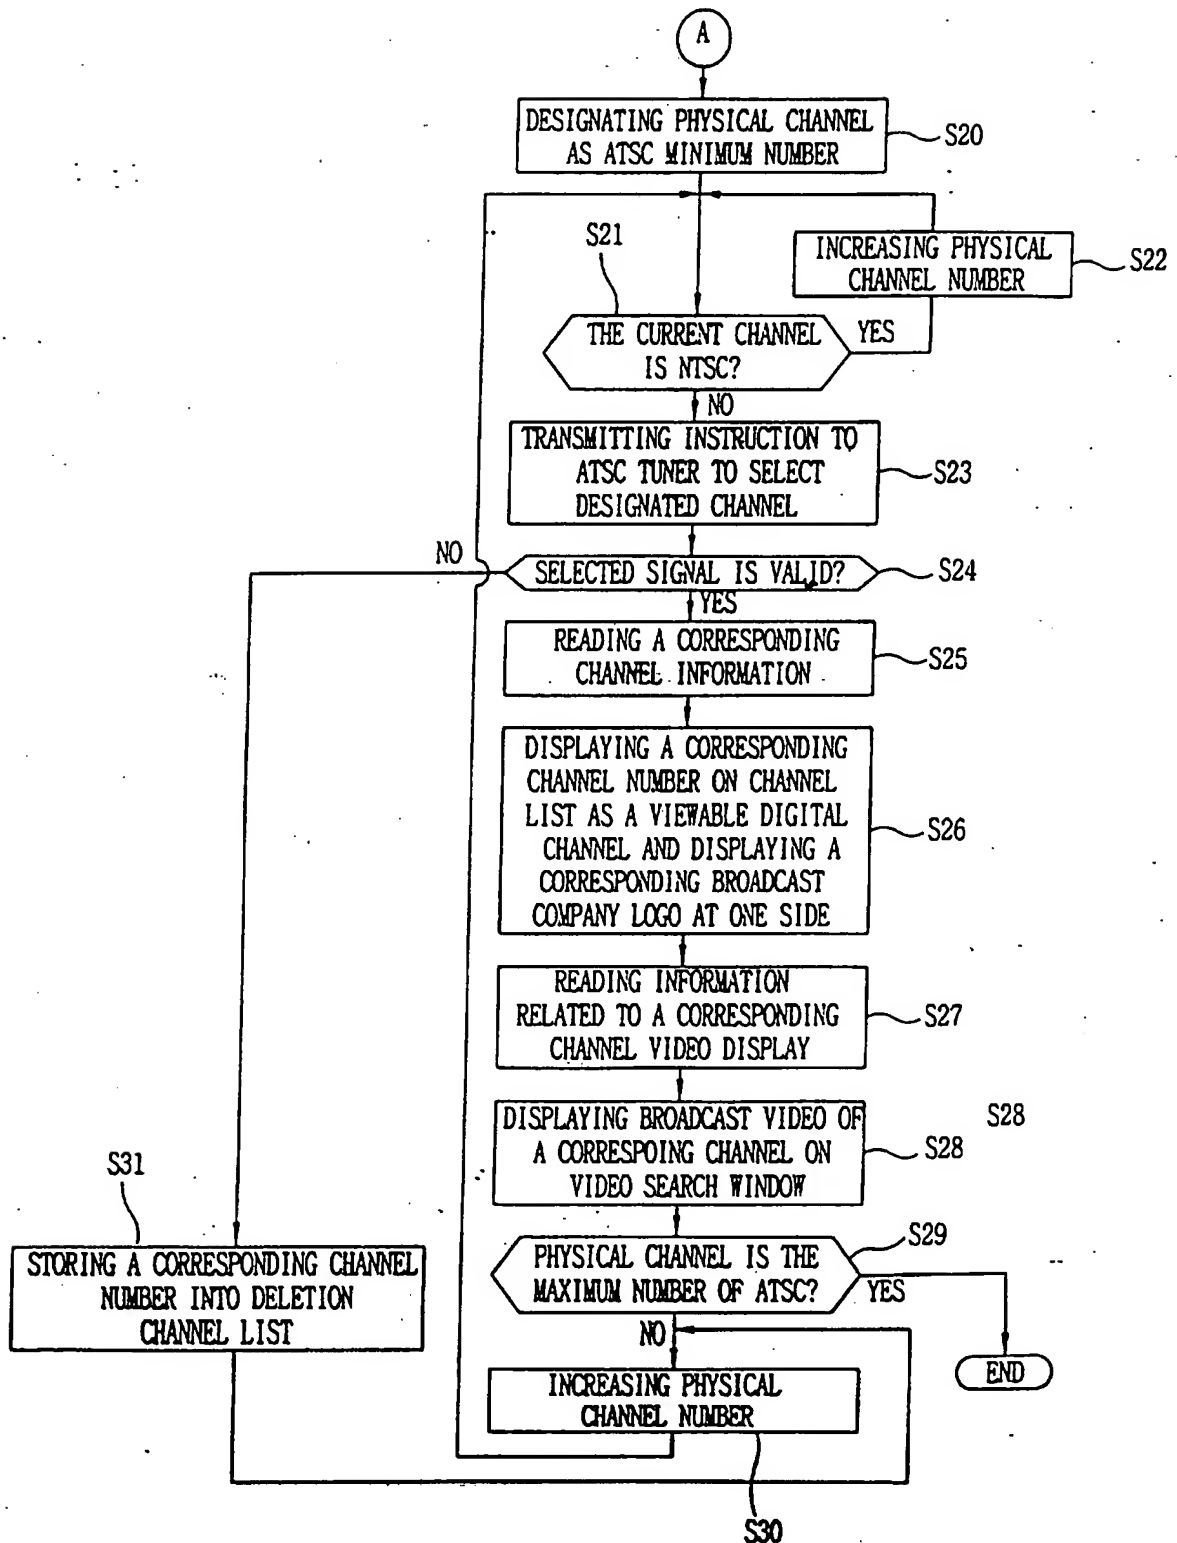 A
DESIGNATING PHYSICAL CHANNEL
AS ATSC MINIMUM NUMBER
S20
S21
INCREASING PHYSICAL
CHANNEL NUMBER
S22
THE CURRENT CHANNEL
IS NTSC?
YES
NO
TRANSMITTING INSTRUCTION TO
ATSC TUNER TO SELECT
DESIGNATED CHANNEL
S23
NO
SELECTED SIGNAL IS VALID?
S24
YES
READING A CORRESPONDING
CHANNEL INFORMATION
S25
DISPLAYING A CORRESPONDING
CHANNEL NUMBER ON CHANNEL
LIST AS A VIEWABLE DIGITAL
CHANNEL AND DISPLAYING A
CORRESPONDING BROADCAST
COMPANY LOGO AT ONE SIDE
S26
READING INFORMATION
RELATED TO A CORRESPONDING
CHANNEL VIDEO DISPLAY
S27
DISPLAYING BROADCAST VIDEO OF
A CORRESPOING CHANNEL ON
VIDEO SEARCH WINDOW
S28
S28
S31
STORING A CORRESPONDING CHANNEL
NUMBER INTO DELETION
CHANNEL LIST
PHYSICAL CHANNEL IS THE
MAXIMUM NUMBER OF ATSC?
S29
YES
NO
END
INCREASING PHYSICAL
CHANNEL NUMBER
S30